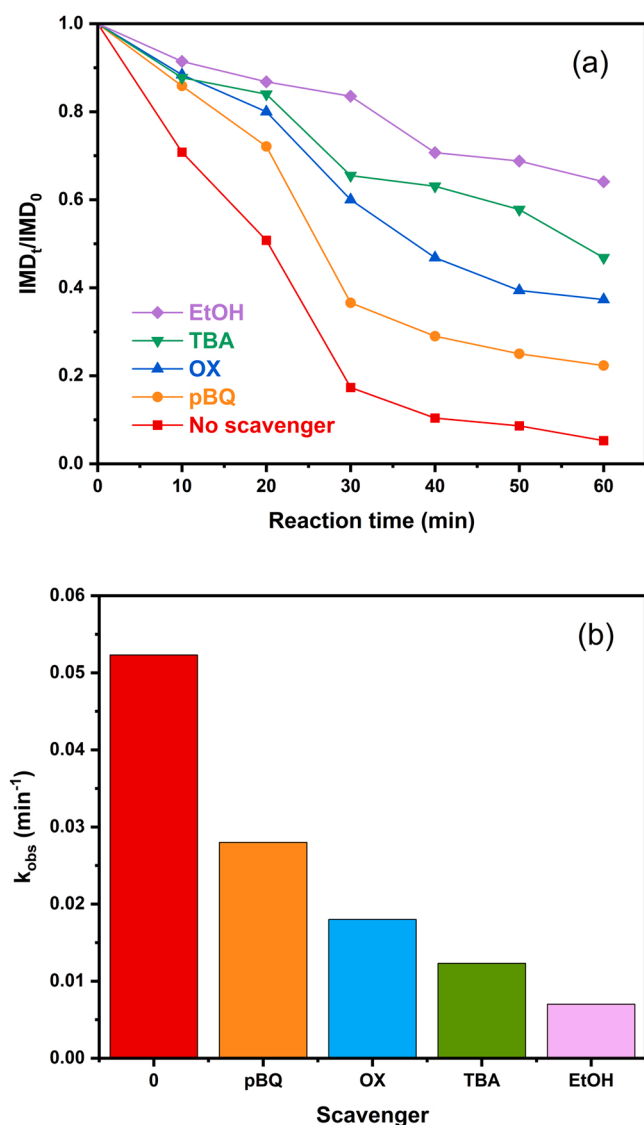 (a)
1.0
0.8
0.6
0.4
0.2
0.0
IMDt/IMD0
EtOH
TBA
OX
pBQ
No scavenger
0 10 20 30 40 50 60
Reaction time (min)
(b)
0.06
0.05
0.04
0.03
0.02
0.01
0.00
kobs (min-1)
0 pBQ OX TBA EtOH
Scavenger